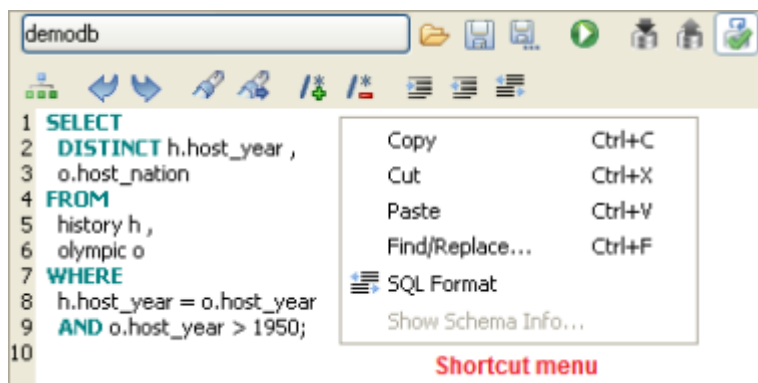 demodb
1 SELECT
2 DISTINCT h.host_year ,
3 o.host_nation
4 FROM
5 history h ,
6 olympic o
7 WHERE
8 h.host_year = o.host_year
9 AND o.host_year > 1950;
10
Copy Ctrl+C
Cut Ctrl+X
Paste Ctrl+V
Find/Replace... Ctrl+F
SQL Format
Show Schema Info...
Shortcut menu